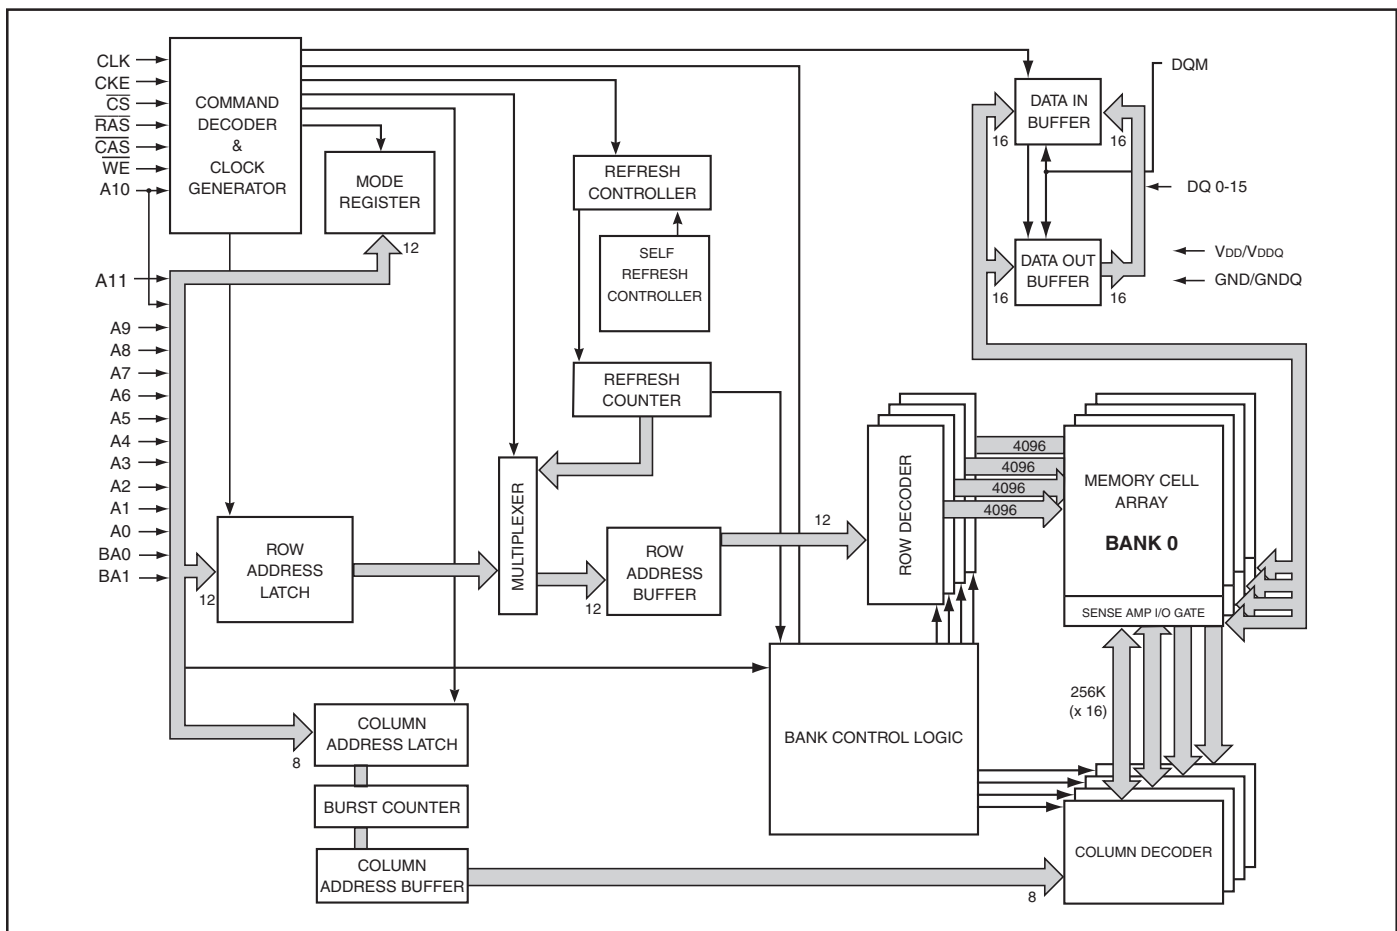 CLK
CKE
CS
RAS
CAS
WE
A10
A11
A9
A8
A7
A6
A5
A4
A3
A2
A1
A0
BA0
BA1
COMMAND
DECODER
&
CLOCK
GENERATOR
MODE
REGISTER
12
REFRESH
CONTROLLER
SELF
REFRESH
CONTROLLER
REFRESH
COUNTER
DATA IN
BUFFER
16
16
DQM
DQ 0-15
DATA OUT
BUFFER
16
16
VDD/VDDQ
GND/GNDQ
ROW
ADDRESS
LATCH
12
MULTIPLEXER
ROW
ADDRESS
BUFFER
12
12
ROW DECODER
4096
4096
4096
4096
MEMORY CELL
ARRAY
BANK 0
SENSE AMP I/O GATE
256K
(x 16)
BANK CONTROL LOGIC
COLUMN
ADDRESS LATCH
8
BURST COUNTER
COLUMN
ADDRESS BUFFER
COLUMN DECODER
8